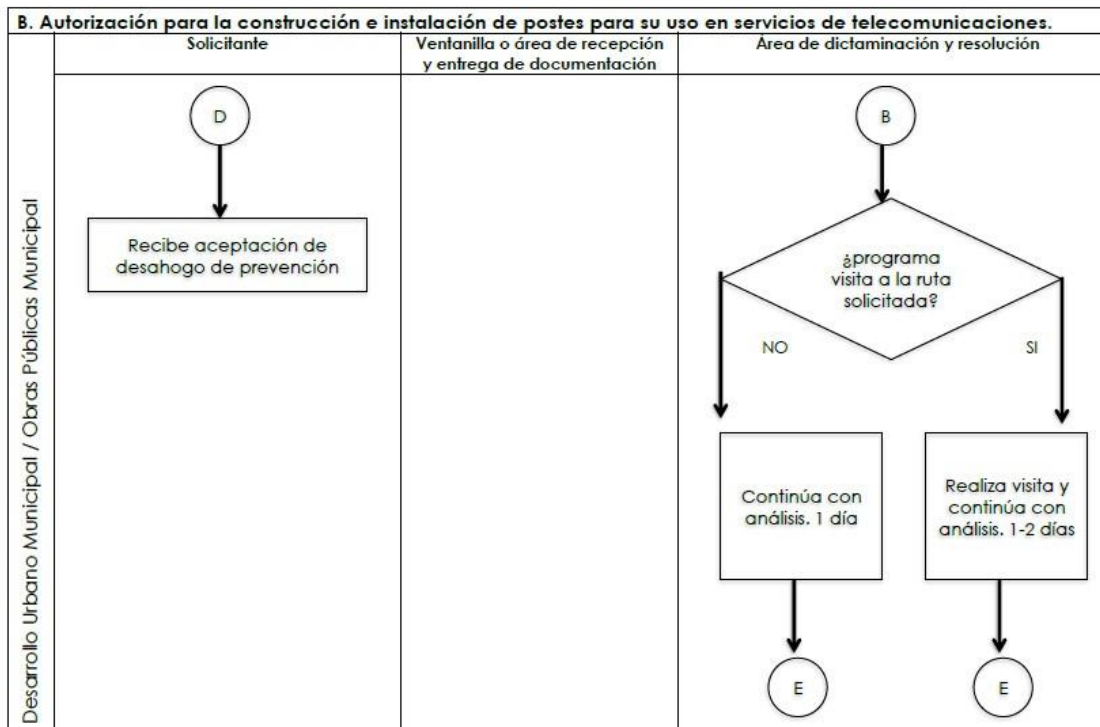 B. Autorización para la construcción e instalación de postes para su uso en servicios de telecomunicaciones.
Solicitante
Ventanilla o área de recepción
y entrega de documentación
Área de dictaminación y resolución
Desarrollo Urbano Municipal / Obras Públicas Municipal
D
Recibe aceptación de
desahogo de prevención
B
¿programa
visita a la ruta
solicitada?
NO
SI
Continúa con
análisis. 1 día
Realiza visita y
continúa con
análisis. 1-2 días
E
E